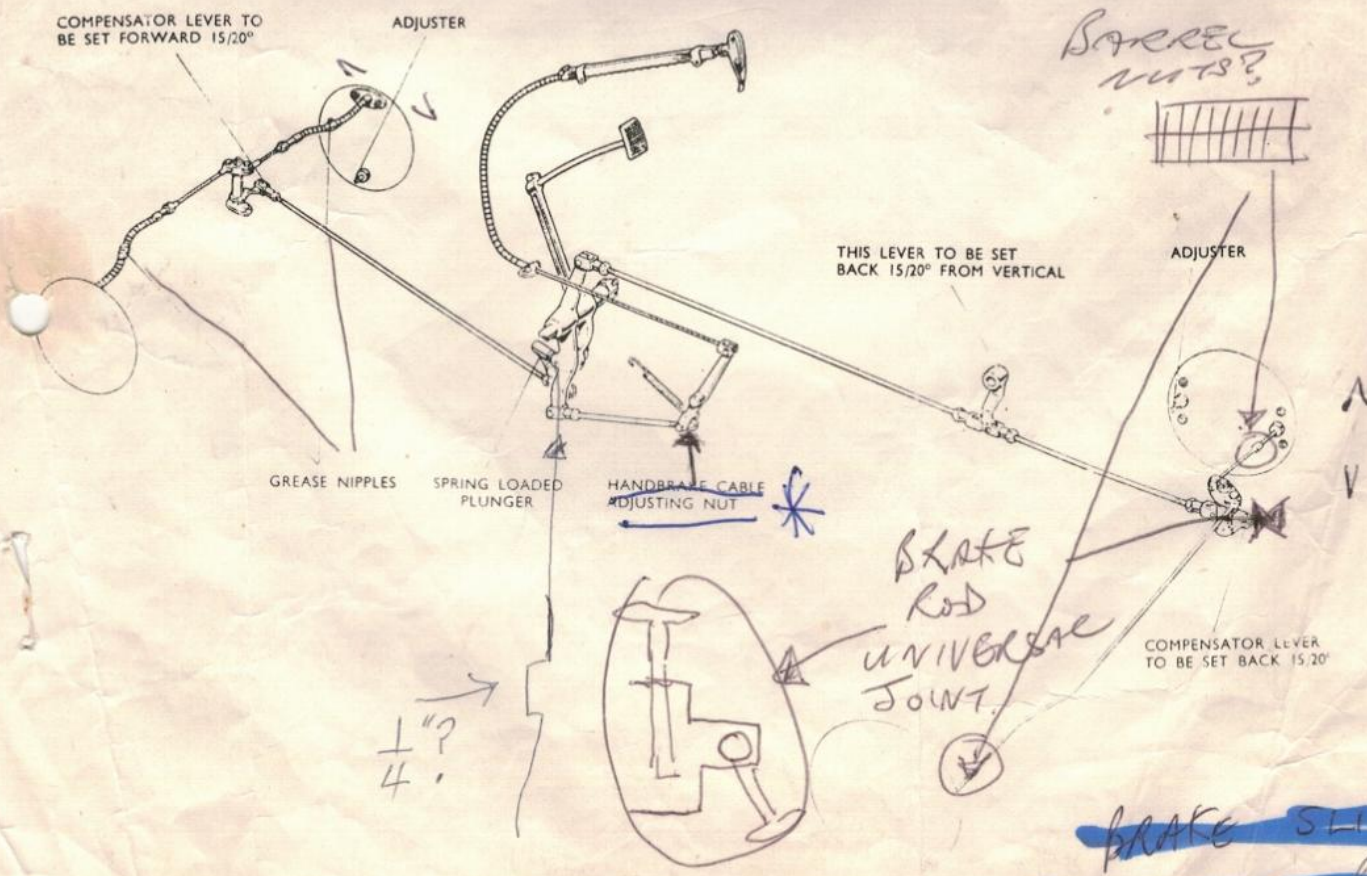 COMPENSATOR LEVER TO
BE SET FORWARD 15/20°
ADJUSTER
BARREL
NUTS?
THIS LEVER TO BE SET
BACK 15/20° FROM VERTICAL
ADJUSTER
GREASE NIPPLES
SPRING LOADED
PLUNGER
HANDBRAKE CABLE
ADJUSTING NUT
BRAKE
ROD
UNIVERSAL
JOINT.
COMPENSATOR LEVER
TO BE SET BACK 15/20°
1/4"?
BRAKE